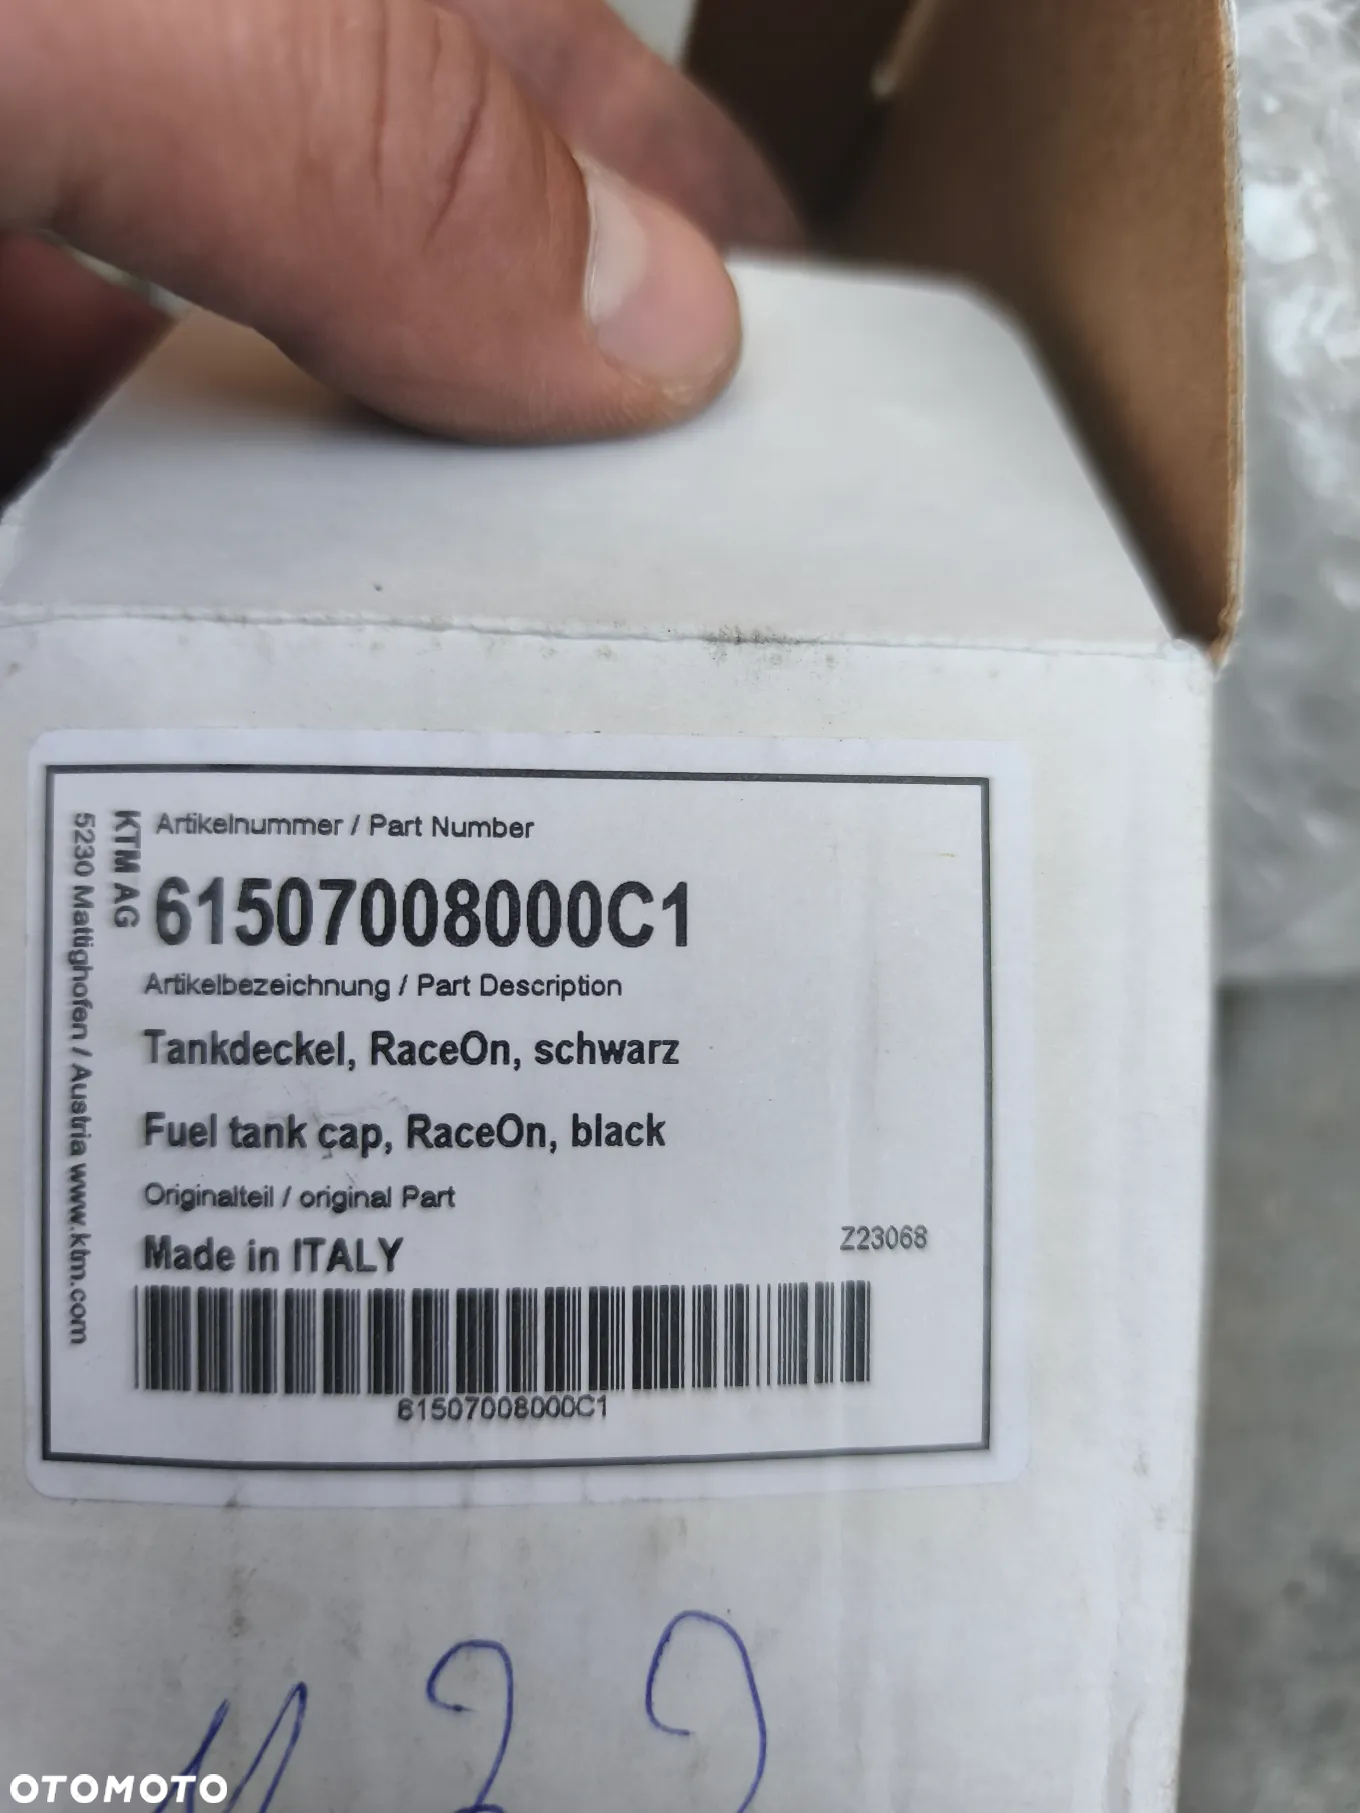 KTM AG
5230 Mattighofen / Austria www.ktm.com
Artikelnummer / Part Number
61507008000C1
Artikelbezeichnung / Part Description
Tankdeckel, RaceOn, schwarz
Fuel tank cap, RaceOn, black
Originalteil / original Part
Z23068
Made in ITALY
61507008000C1
OTOMOTO